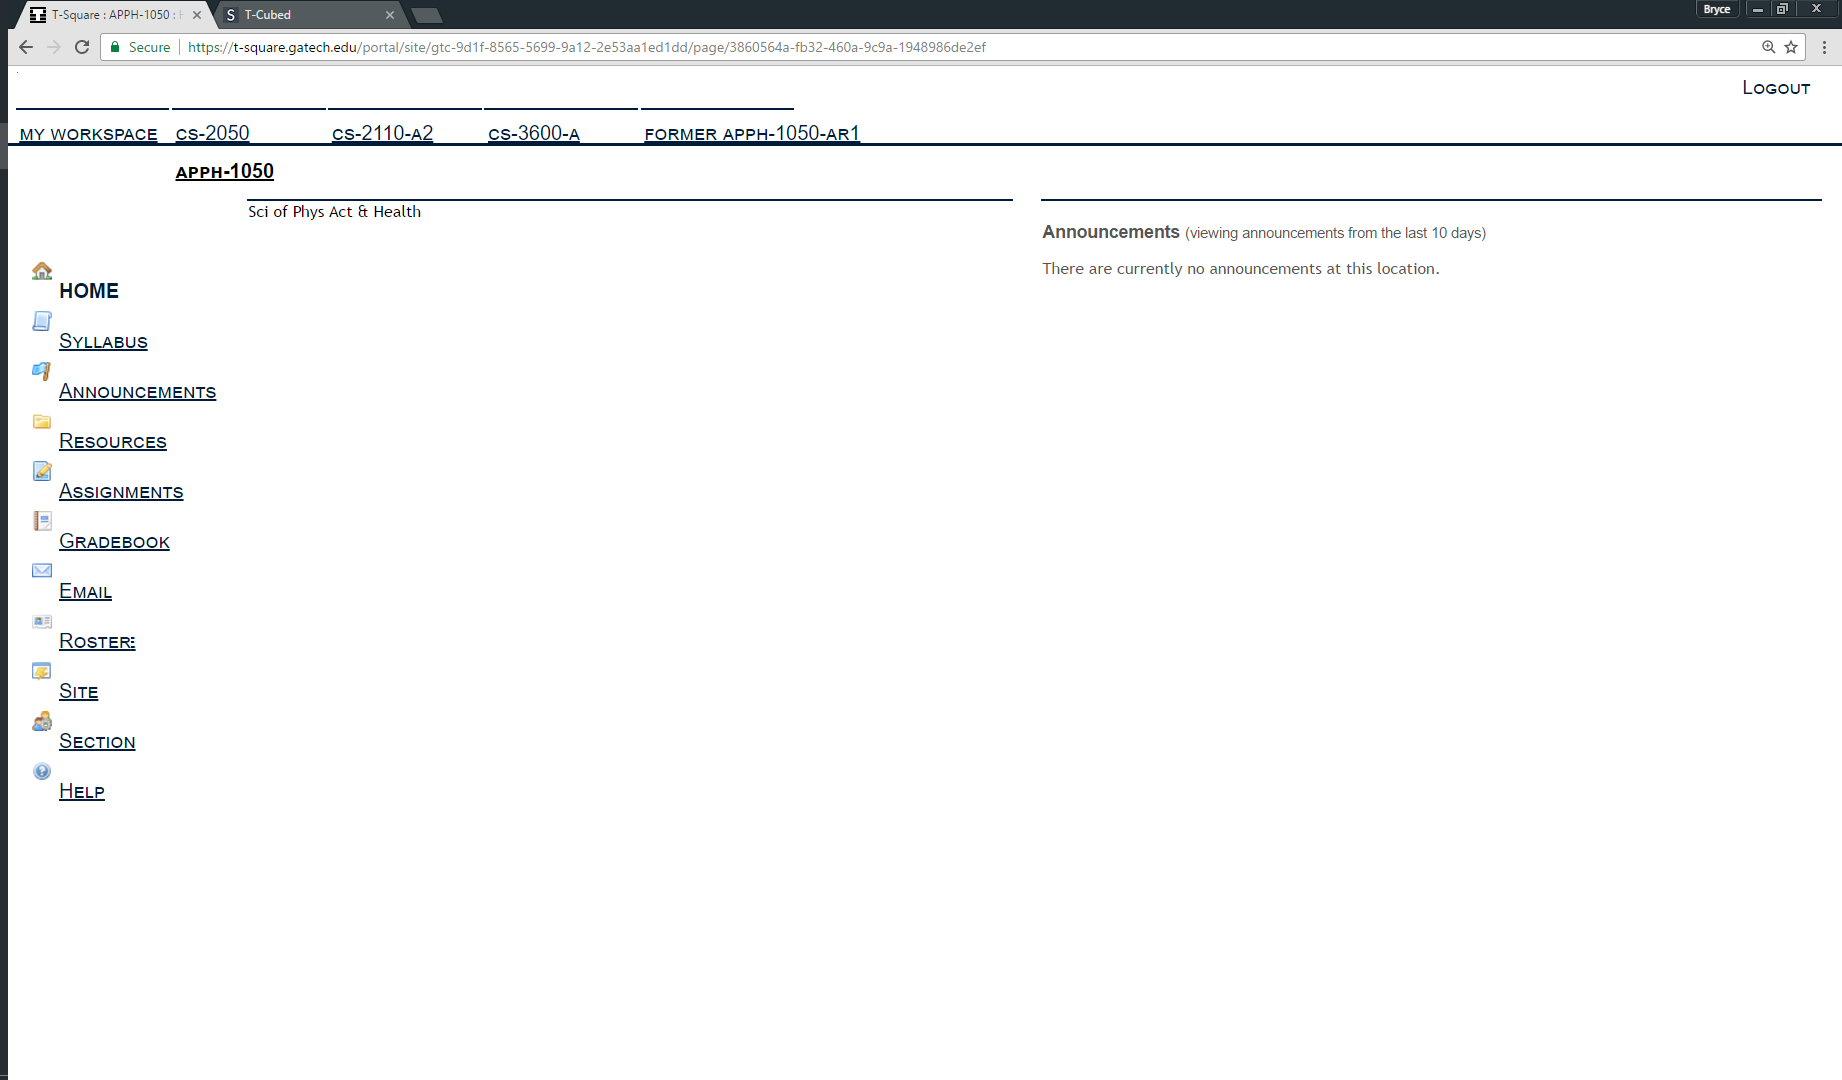 T-Square : APPH-1050 :
T-Cubed
Bryce
Secure
https://t-square.gatech.edu/portal/site/gtc-9d1f-8565-5699-9a12-2e53aa1ed1dd/page/3860564a-fb32-460a-9c9a-1948986de2ef
Logout
MY WORKSPACE
CS-2050
CS-2110-A2
CS-3600-A
FORMER APPH-1050-AR1
APPH-1050
Sci of Phys Act & Health
Announcements (viewing announcements from the last 10 days)
There are currently no announcements at this location.
HOME
Syllabus
Announcements
Resources
Assignments
Gradebook
Email
Roster
Site
Section
Help